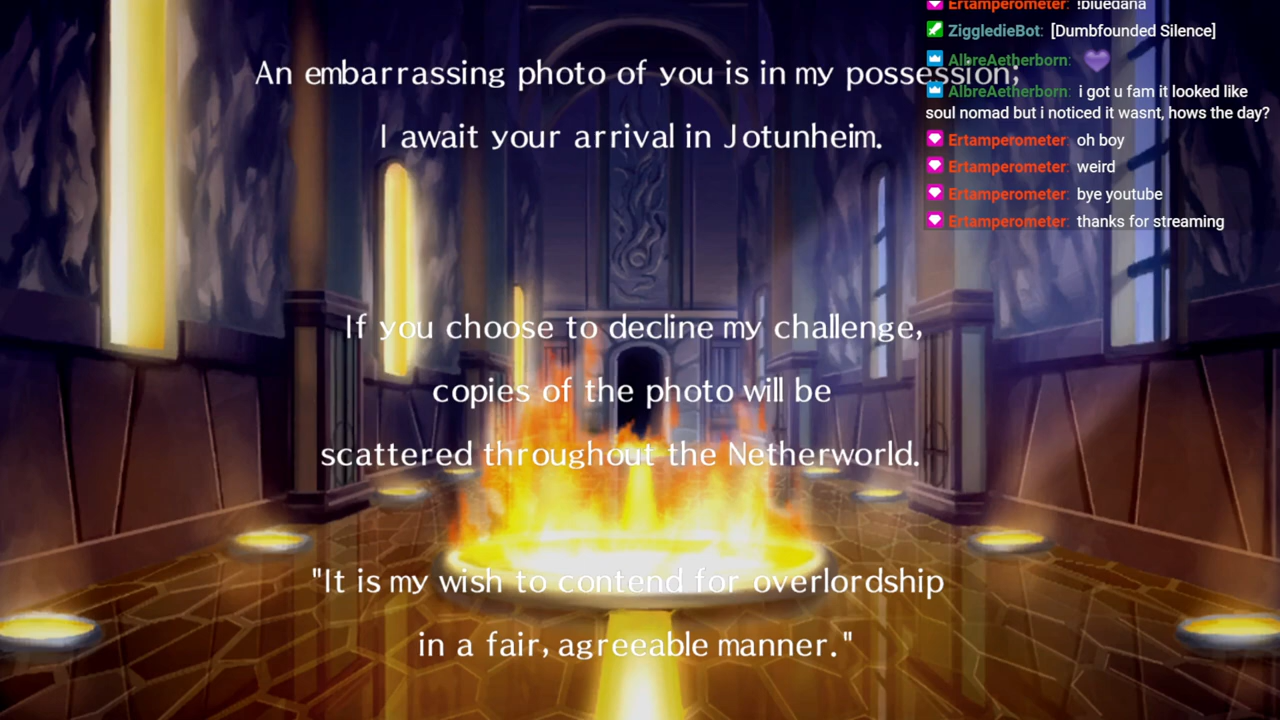 An embarrassing photo of you is in my possession,
I await your arrival in Jotunheim.
If you choose to decline my challenge,
copies of the photo will be
scattered throughout the Netherworld.
"It is my wish to contend for overlordship
in a fair, agreeable manner."
Ertamperometer: !bluedana
ZiggledieBot: [Dumbfounded Silence]
AlbreAetherborn:
AlbreAetherborn: i got u fam it looked like
soul nomad but i noticed it wasnt, hows the day?
Ertamperometer: oh boy
Ertamperometer: weird
Ertamperometer: bye youtube
Ertamperometer: thanks for streaming